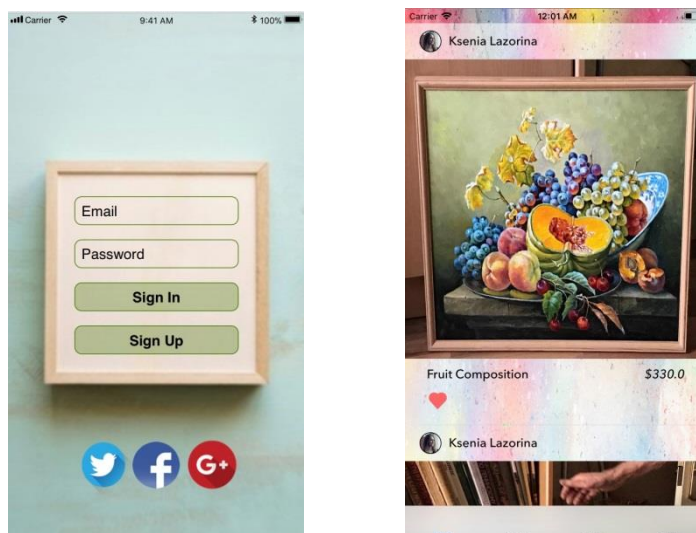 Carrier 9:41 AM 100%
Email
Password
Sign In
Sign Up
G+
Carrier 12:01 AM
Ksenia Lazorina
Fruit Composition $330.0
Ksenia Lazorina